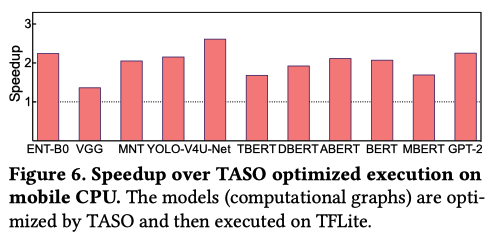 3
2
1
Speedup
ENT-B0 VGG MNT YOLO-V4 U-Net TBERT DBERT ABERT BERT MBERT GPT-2
Figure 6. Speedup over TASO optimized execution on
mobile CPU. The models (computational graphs) are opti-
mized by TASO and then executed on TFLite.